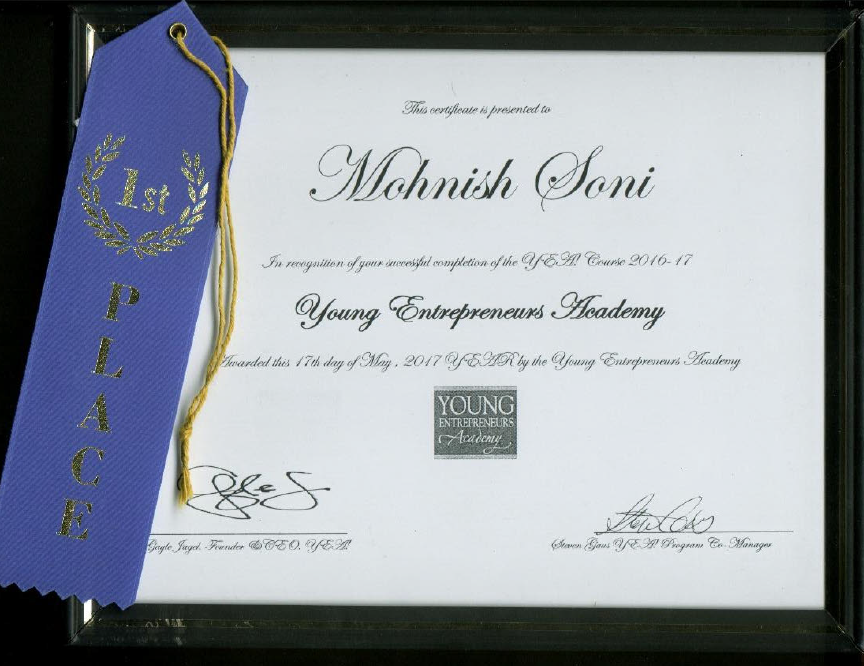 1st
PLACE
This certificate is presented to
Mohnish Soni
In recognition of your successful completion of the Y-E-A! Course 2016-17
Young Entrepreneurs Academy
Awarded this 17th day of May, 2017 YEAR by the Young Entrepreneurs Academy
YOUNG
ENTREPRENEURS
Academy
Gayle Jagel, Founder & CEO, Y-E-A!
Steven Gans Y-E-A! Program Co-Manager